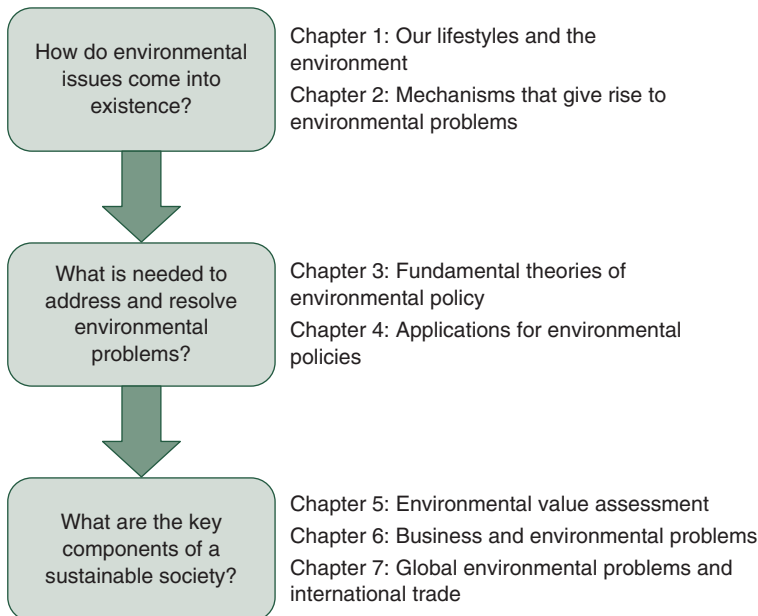 How do environmental
issues come into
existence?
Chapter 1: Our lifestyles and the
environment
Chapter 2: Mechanisms that give rise to
environmental problems
What is needed to
address and resolve
environmental
problems?
Chapter 3: Fundamental theories of
environmental policy
Chapter 4: Applications for environmental
policies
What are the key
components of a
sustainable society?
Chapter 5: Environmental value assessment
Chapter 6: Business and environmental problems
Chapter 7: Global environmental problems and
international trade